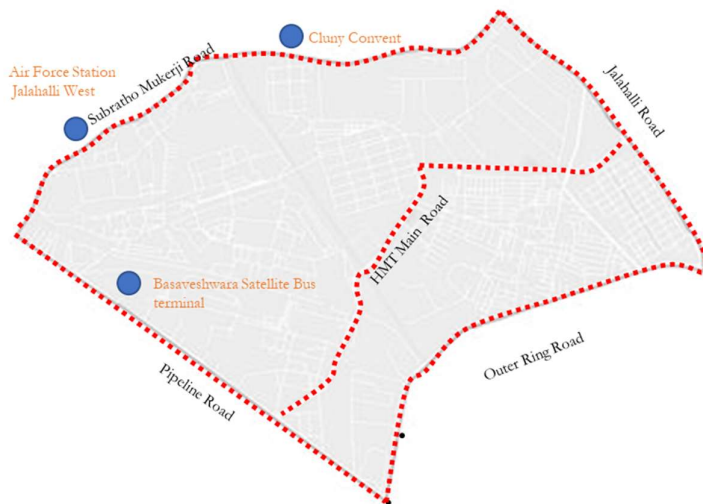 Cluny Convent
Air Force Station
Jalahalli West
Subratho Mukerji Road
Jalahalli Road
HMT Main Road
Basaveshwara Satellite Bus
terminal
Outer Ring Road
Pipeline Road